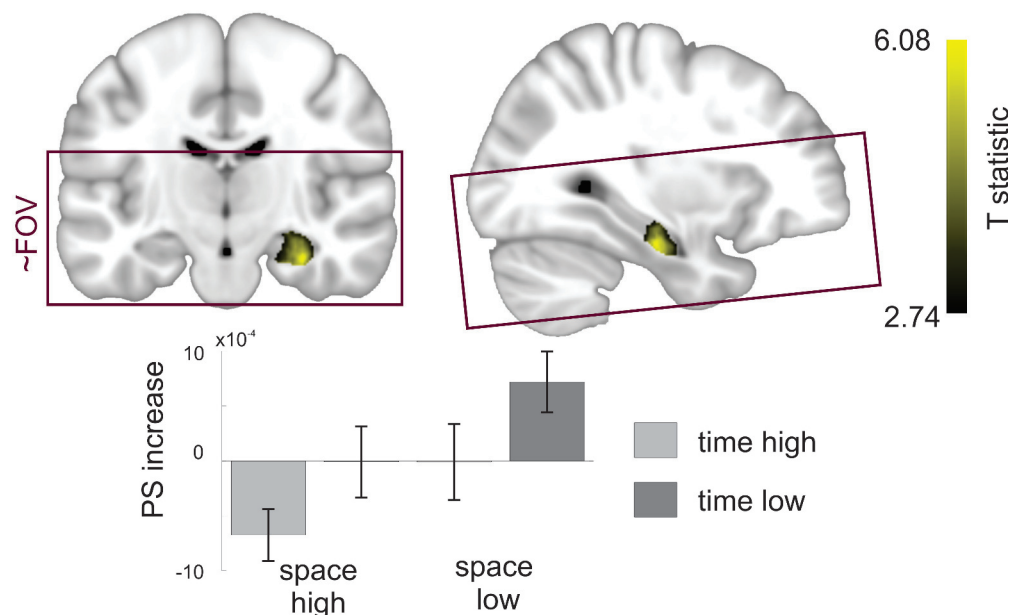 6.08
T statistic
2.74
~FOV
x10-4
10
0
-10
PS increase
time high
time low
space
high
space
low